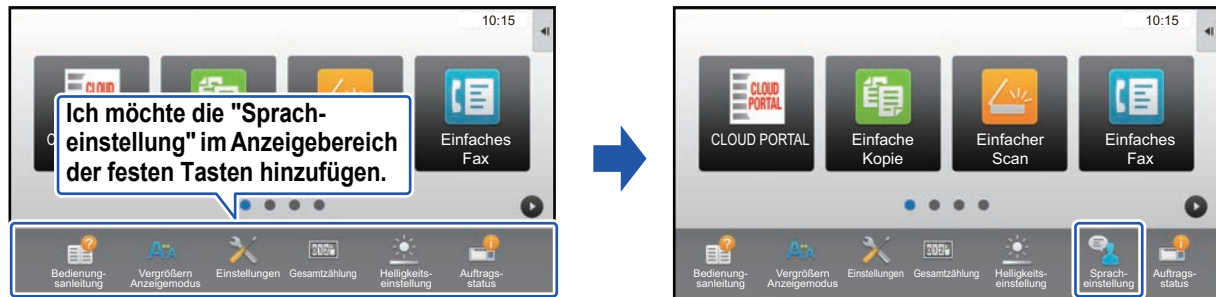 10:15
CLOUD
Ich möchte die "Sprach-
einstellung" im Anzeigebereich
der festen Tasten hinzufügen.
C
Einfaches
Fax
Bedienung-
sanleitung
Vergrößern
Anzeigemodus
Einstellungen
Gesamtzählung
Helligkeits-
einstellung
Auftrags-
status
10:15
CLOUD
PORTAL
CLOUD PORTAL
Einfache
Kopie
Einfacher
Scan
Einfaches
Fax
Bedienung-
sanleitung
Vergrößern
Anzeigemodus
Einstellungen
Gesamtzählung
Helligkeits-
einstellung
Sprach-
einstellung
Auftrags-
status